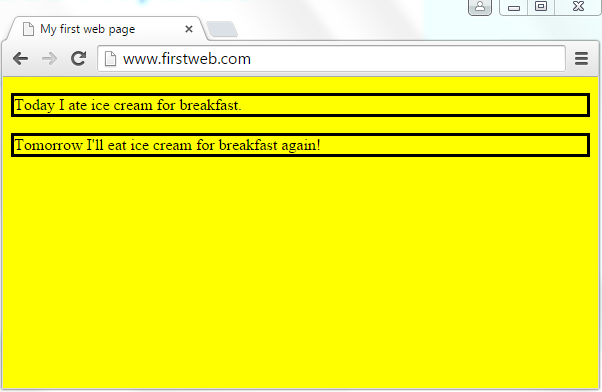 My first web page
www.firstweb.com
Today I ate ice cream for breakfast.
Tomorrow I'll eat ice cream for breakfast again!